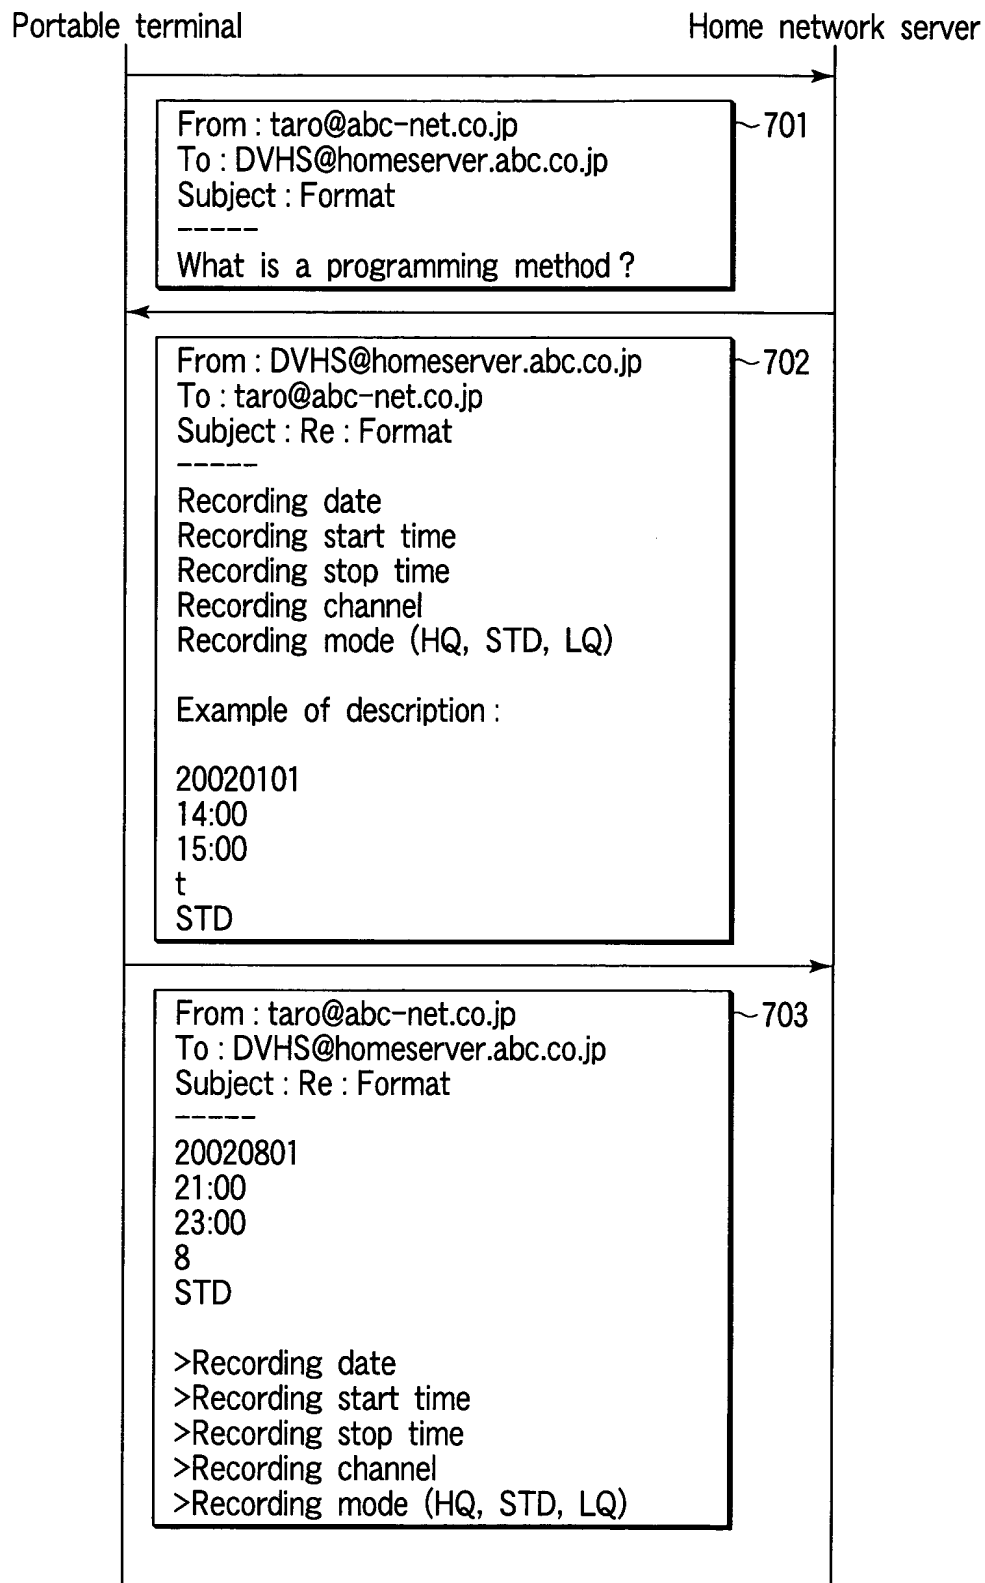 Portable terminal
Home network server
From : taro@abc-net.co.jp
701
To : DVHS@homeserver.abc.co.jp
Subject : Format
-----
What is a programming method ?
From : DVHS@homeserver.abc.co.jp
702
To : taro@abc-net.co.jp
Subject : Re : Format
-----
Recording date
Recording start time
Recording stop time
Recording channel
Recording mode (HQ, STD, LQ)
Example of description :
20020101
14:00
15:00
t
STD
From : taro@abc-net.co.jp
703
To : DVHS@homeserver.abc.co.jp
Subject : Re : Format
-----
20020801
21:00
23:00
8
STD
>Recording date
>Recording start time
>Recording stop time
>Recording channel
>Recording mode (HQ, STD, LQ)